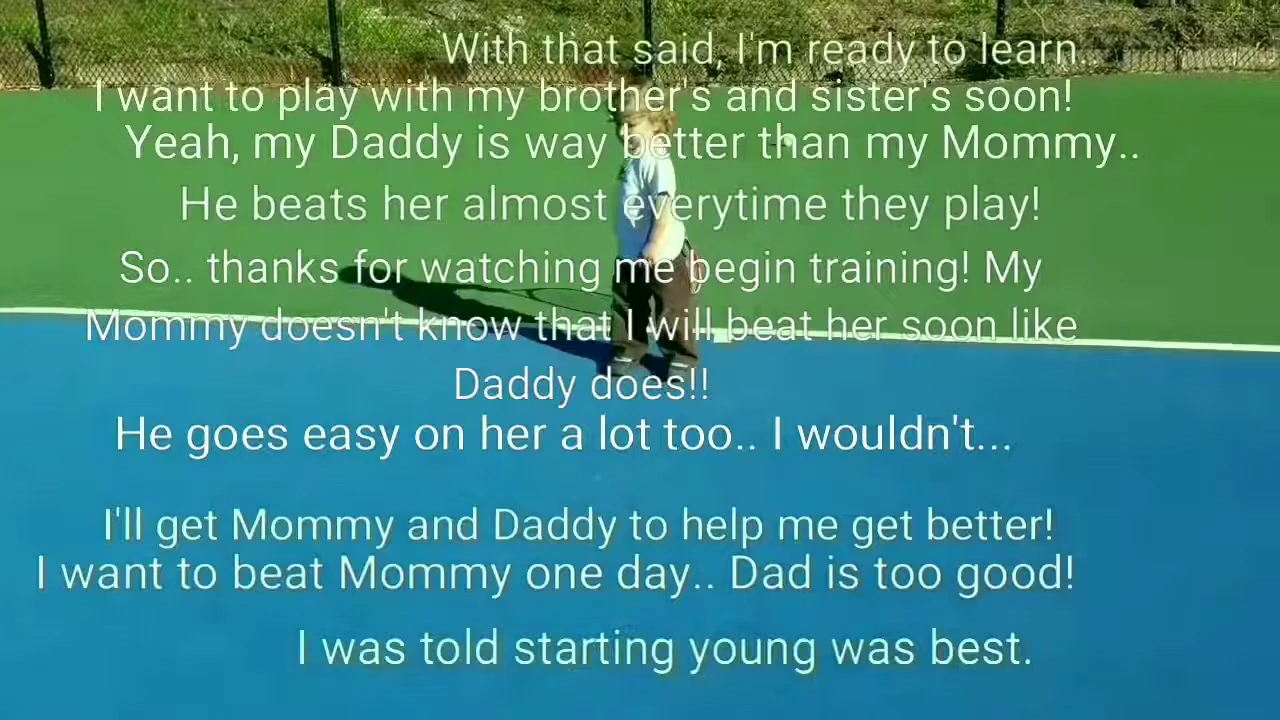 With that said, I'm ready to learn..
I want to play with my brother's and sister's soon!
Yeah, my Daddy is way better than my Mommy..
He beats her almost everytime they play!
So.. thanks for watching me begin training! My
Mommy doesn't know that I will beat her soon like
Daddy does!!
He goes easy on her a lot too.. I wouldn't...
I'll get Mommy and Daddy to help me get better!
I want to beat Mommy one day.. Dad is too good!
I was told starting young was best.